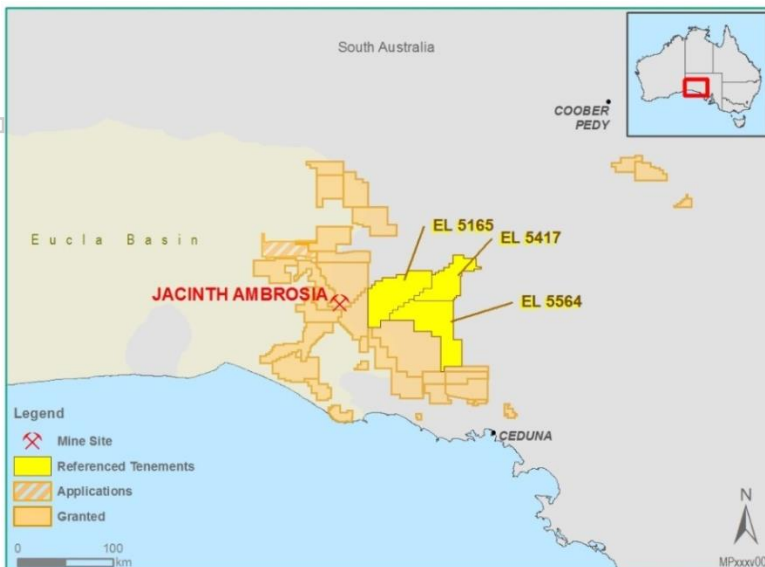 South Australia
COOBER
PEDY
EL 5165
EL 5417
Eucla Basin
JACINTH AMBROSIA
EL 5564
Legend
Mine Site
Referenced Tenements
Applications
Granted
CEDUNA
0 100
km
N
MPxxxv00